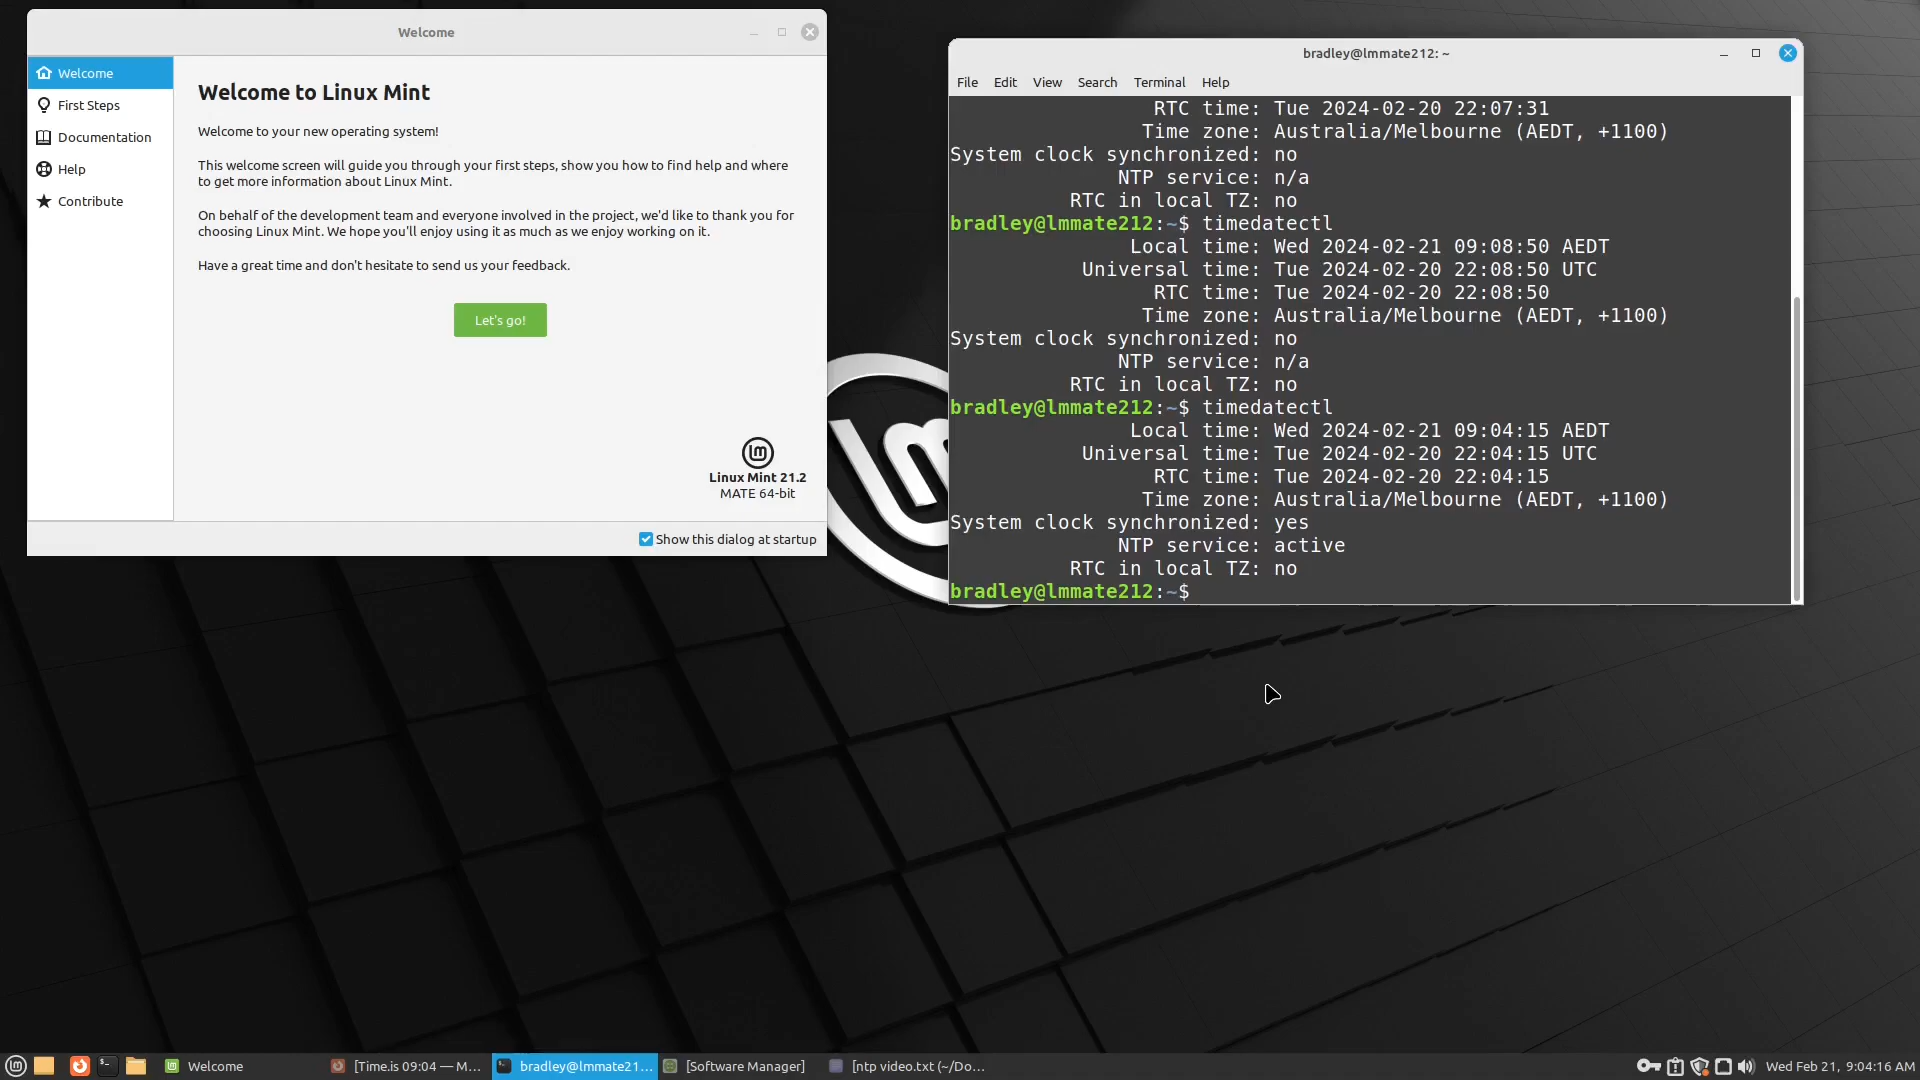 Welcome
Welcome
First Steps
Documentation
Help
Contribute
Welcome to Linux Mint
Welcome to your new operating system!
This welcome screen will guide you through your first steps, show you how to find help and where
to get more information about Linux Mint.
On behalf of the development team and everyone involved in the project, we'd like to thank you for
choosing Linux Mint. We hope you'll enjoy using it as much as we enjoy working on it.
Have a great time and don't hesitate to send us your feedback.
Let's go!
Linux Mint 21.2
MATE 64-bit
Show this dialog at startup
bradley@lmmate212: ~
File Edit View Search Terminal Help
RTC time: Tue 2024-02-20 22:07:31
Time zone: Australia/Melbourne (AEDT, +1100)
System clock synchronized: no
NTP service: n/a
RTC in local TZ: no
bradley@lmmate212:~$ timedatectl
Local time: Wed 2024-02-21 09:08:50 AEDT
Universal time: Tue 2024-02-20 22:08:50 UTC
RTC time: Tue 2024-02-20 22:08:50
Time zone: Australia/Melbourne (AEDT, +1100)
System clock synchronized: no
NTP service: n/a
RTC in local TZ: no
bradley@lmmate212:~$ timedatectl
Local time: Wed 2024-02-21 09:04:15 AEDT
Universal time: Tue 2024-02-20 22:04:15 UTC
RTC time: Tue 2024-02-20 22:04:15
Time zone: Australia/Melbourne (AEDT, +1100)
System clock synchronized: yes
NTP service: active
RTC in local TZ: no
bradley@lmmate212:~$
Welcome [Time.is 09:04 — M... bradley@lmmate21... [Software Manager] [ntp video.txt (~/Do... Wed Feb 21, 9:04:16 AM